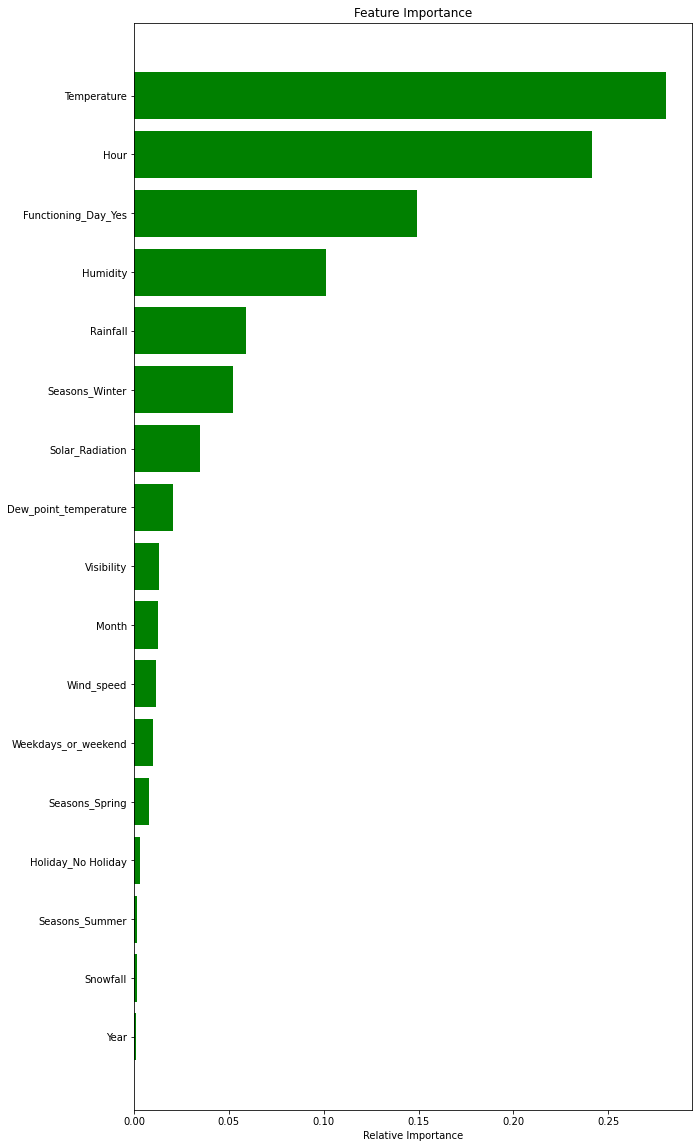 Feature Importance
Temperature
Hour
Functioning_Day_Yes
Humidity
Rainfall
Seasons_Winter
Solar_Radiation
Dew_point_temperature
Visibility
Month
Wind_speed
Weekdays_or_weekend
Seasons_Spring
Holiday_No Holiday
Seasons_Summer
Snowfall
Year
0.00 0.05 0.10 0.15 0.20 0.25
Relative Importance